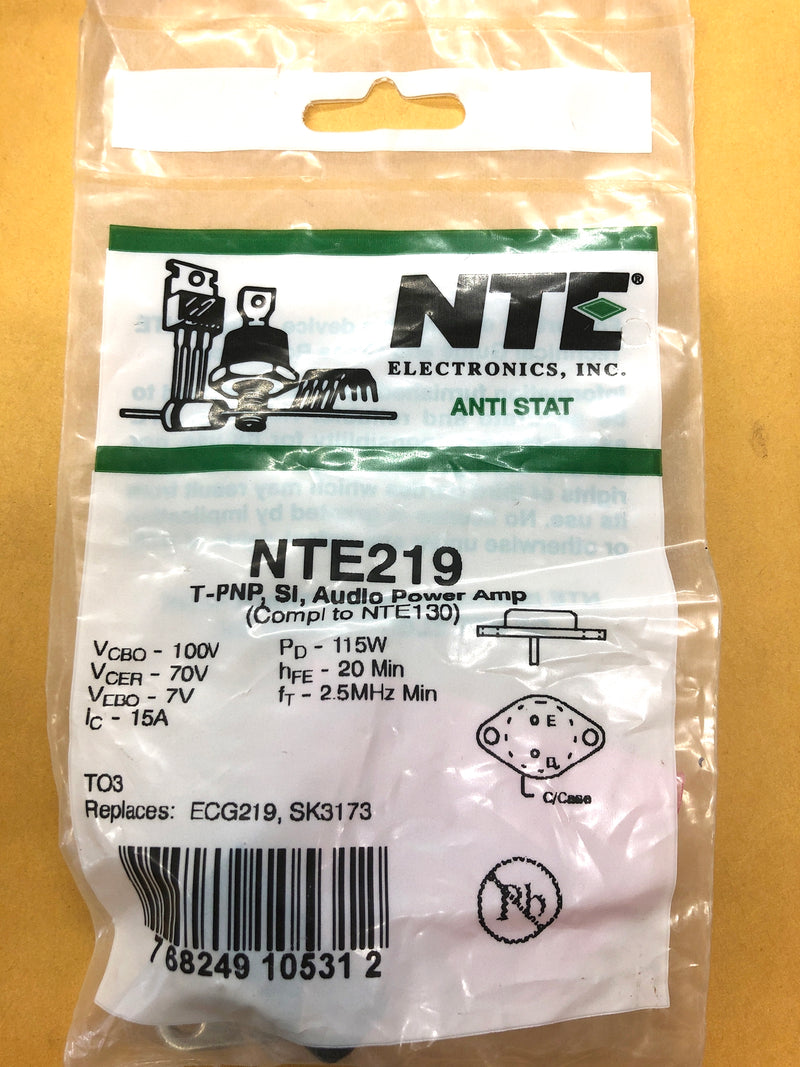 NTE®
ELECTRONICS, INC.
ANTI STAT
NTE219
T-PNP, SI, Audio Power Amp
(Compl to NTE130)
VCBO - 100V PD - 115W
VCER - 70V hFE - 20 Min
VEBO - 7V fT - 2.5MHz Min
IC - 15A
E
B
C/Case
TO3
Replaces: ECG219, SK3173
Pb
7 68249 10531 2